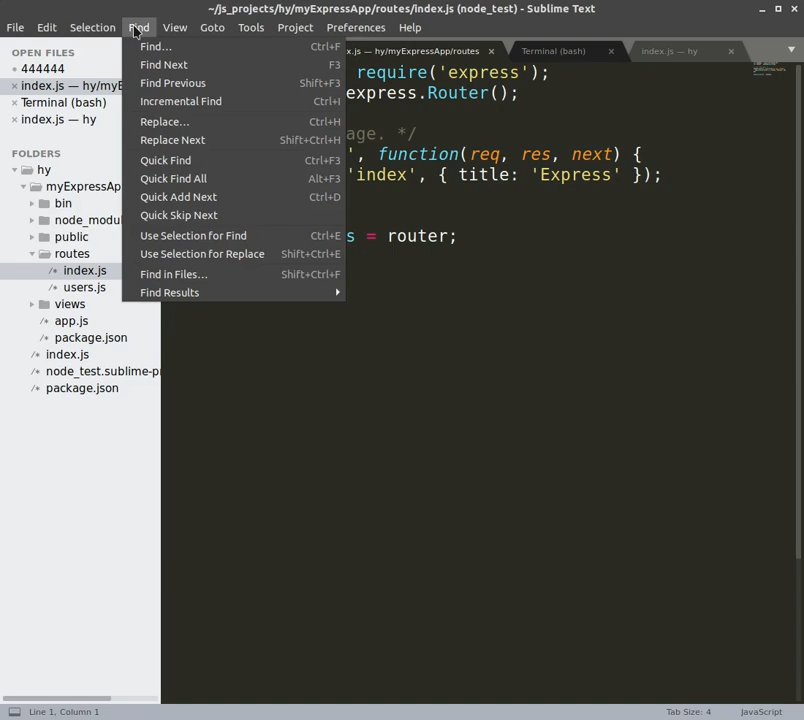 ~/js_projects/hy/myExpressApp/routes/index.js (node_test) - Sublime Text
File Edit Selection Find View Goto Tools Project Preferences Help
OPEN FILES
444444
index.js — hy/myE
Terminal (bash)
index.js — hy
FOLDERS
hy
myExpressAp
bin
node_modul
public
routes
index.js
users.js
views
app.js
package.json
index.js
node_test.sublime-pr
package.json
Find... Ctrl+F
Find Next F3
Find Previous Shift+F3
Incremental Find Ctrl+I
Replace... Ctrl+H
Replace Next Shift+Ctrl+H
Quick Find Ctrl+F3
Quick Find All Alt+F3
Quick Add Next Ctrl+D
Quick Skip Next
Use Selection for Find Ctrl+E
Use Selection for Replace Shift+Ctrl+E
Find in Files... Shift+Ctrl+F
Find Results
x.js — hy/myExpressApp/routes
Terminal (bash)
index.js — hy
require('express');
express.Router();
age. */
', function(req, res, next) {
'index', { title: 'Express' });
s = router;
Line 1, Column 1
Tab Size: 4
JavaScript